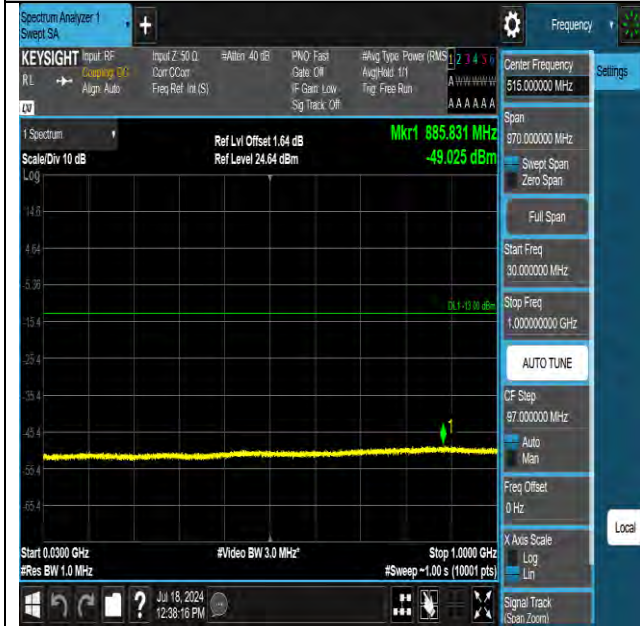 Spectrum Analyzer 1
Swept SA
+
Frequency
KEYSIGHT
Input: RF
Coupling: DC
Align: Auto
Input Z: 50 Ω
Corr CCorr
Freq Ref: Int (S)
#Atten: 40 dB
PNO: Fast
Gate: Off
IF Gain: Low
Sig Track: Off
#Avg Type: Power (RMS
Avg|Hold: 1/1
Trig: Free Run
1 2 3 4 5 6
A W W W W W
A A A A A A
RL
LXI
1 Spectrum
Scale/Div 10 dB
Log
Ref Lvl Offset 1.64 dB
Ref Level 24.64 dBm
Mkr1 885.831 MHz
-49.025 dBm
14.6
4.64
-5.36
-15.4
-25.4
-35.4
-45.4
-55.4
-65.4
DL1 -13.00 dBm
1
Start 0.0300 GHz
#Res BW 1.0 MHz
#Video BW 3.0 MHz*
Stop 1.0000 GHz
#Sweep ~1.00 s (10001 pts)
Jul 18, 2024
12:38:16 PM
?
Center Frequency
515.000000 MHz
Settings
Span
970.000000 MHz
Swept Span
Zero Span
Full Span
Start Freq
30.000000 MHz
Stop Freq
1.000000000 GHz
AUTO TUNE
CF Step
97.000000 MHz
Auto
Man
Freq Offset
0 Hz
Local
X Axis Scale
Log
Lin
Signal Track
(Span Zoom)